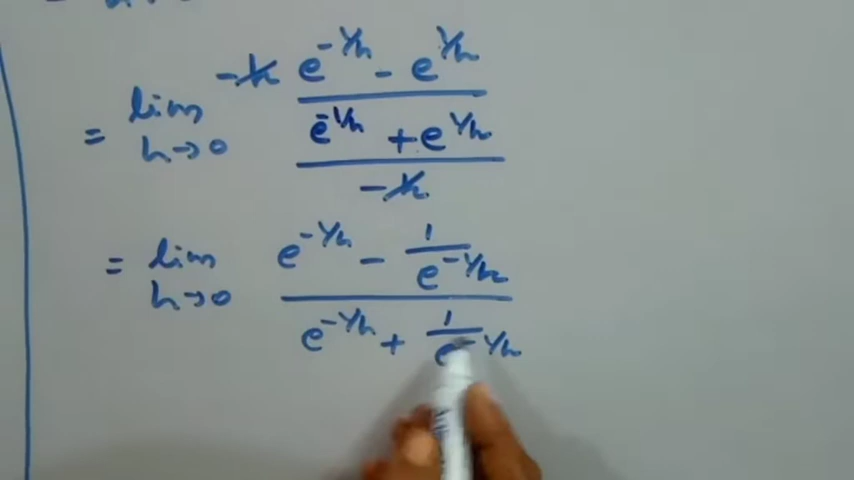 = lim h→0 -h (e^{-1/h} - e^{1/h}) / (e^{-1/h} + e^{1/h}) / -h
= lim h→0 (e^{-1/h} - 1/e^{-1/h}) / (e^{-1/h} + 1/e^{-1/h})